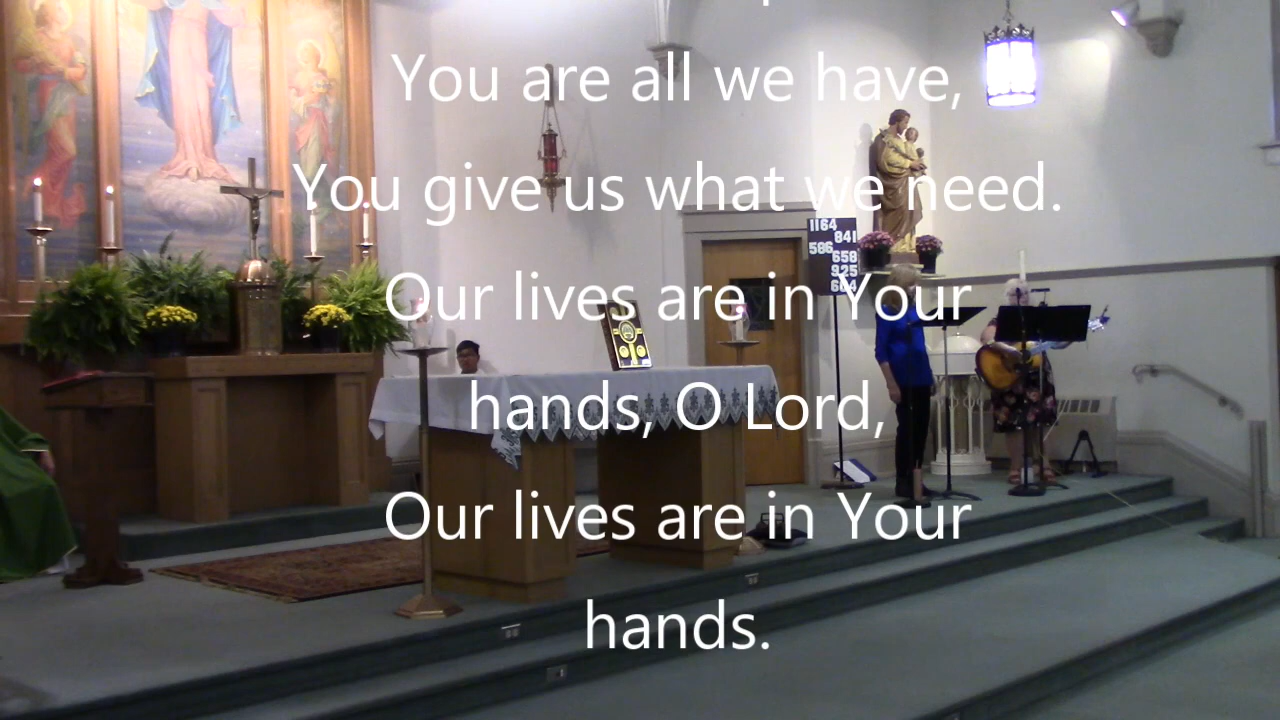 You are all we have,
You give us what we need.
Our lives are in Your
hands, O Lord,
Our lives are in Your
hands.
1164
841
586
658
925
604